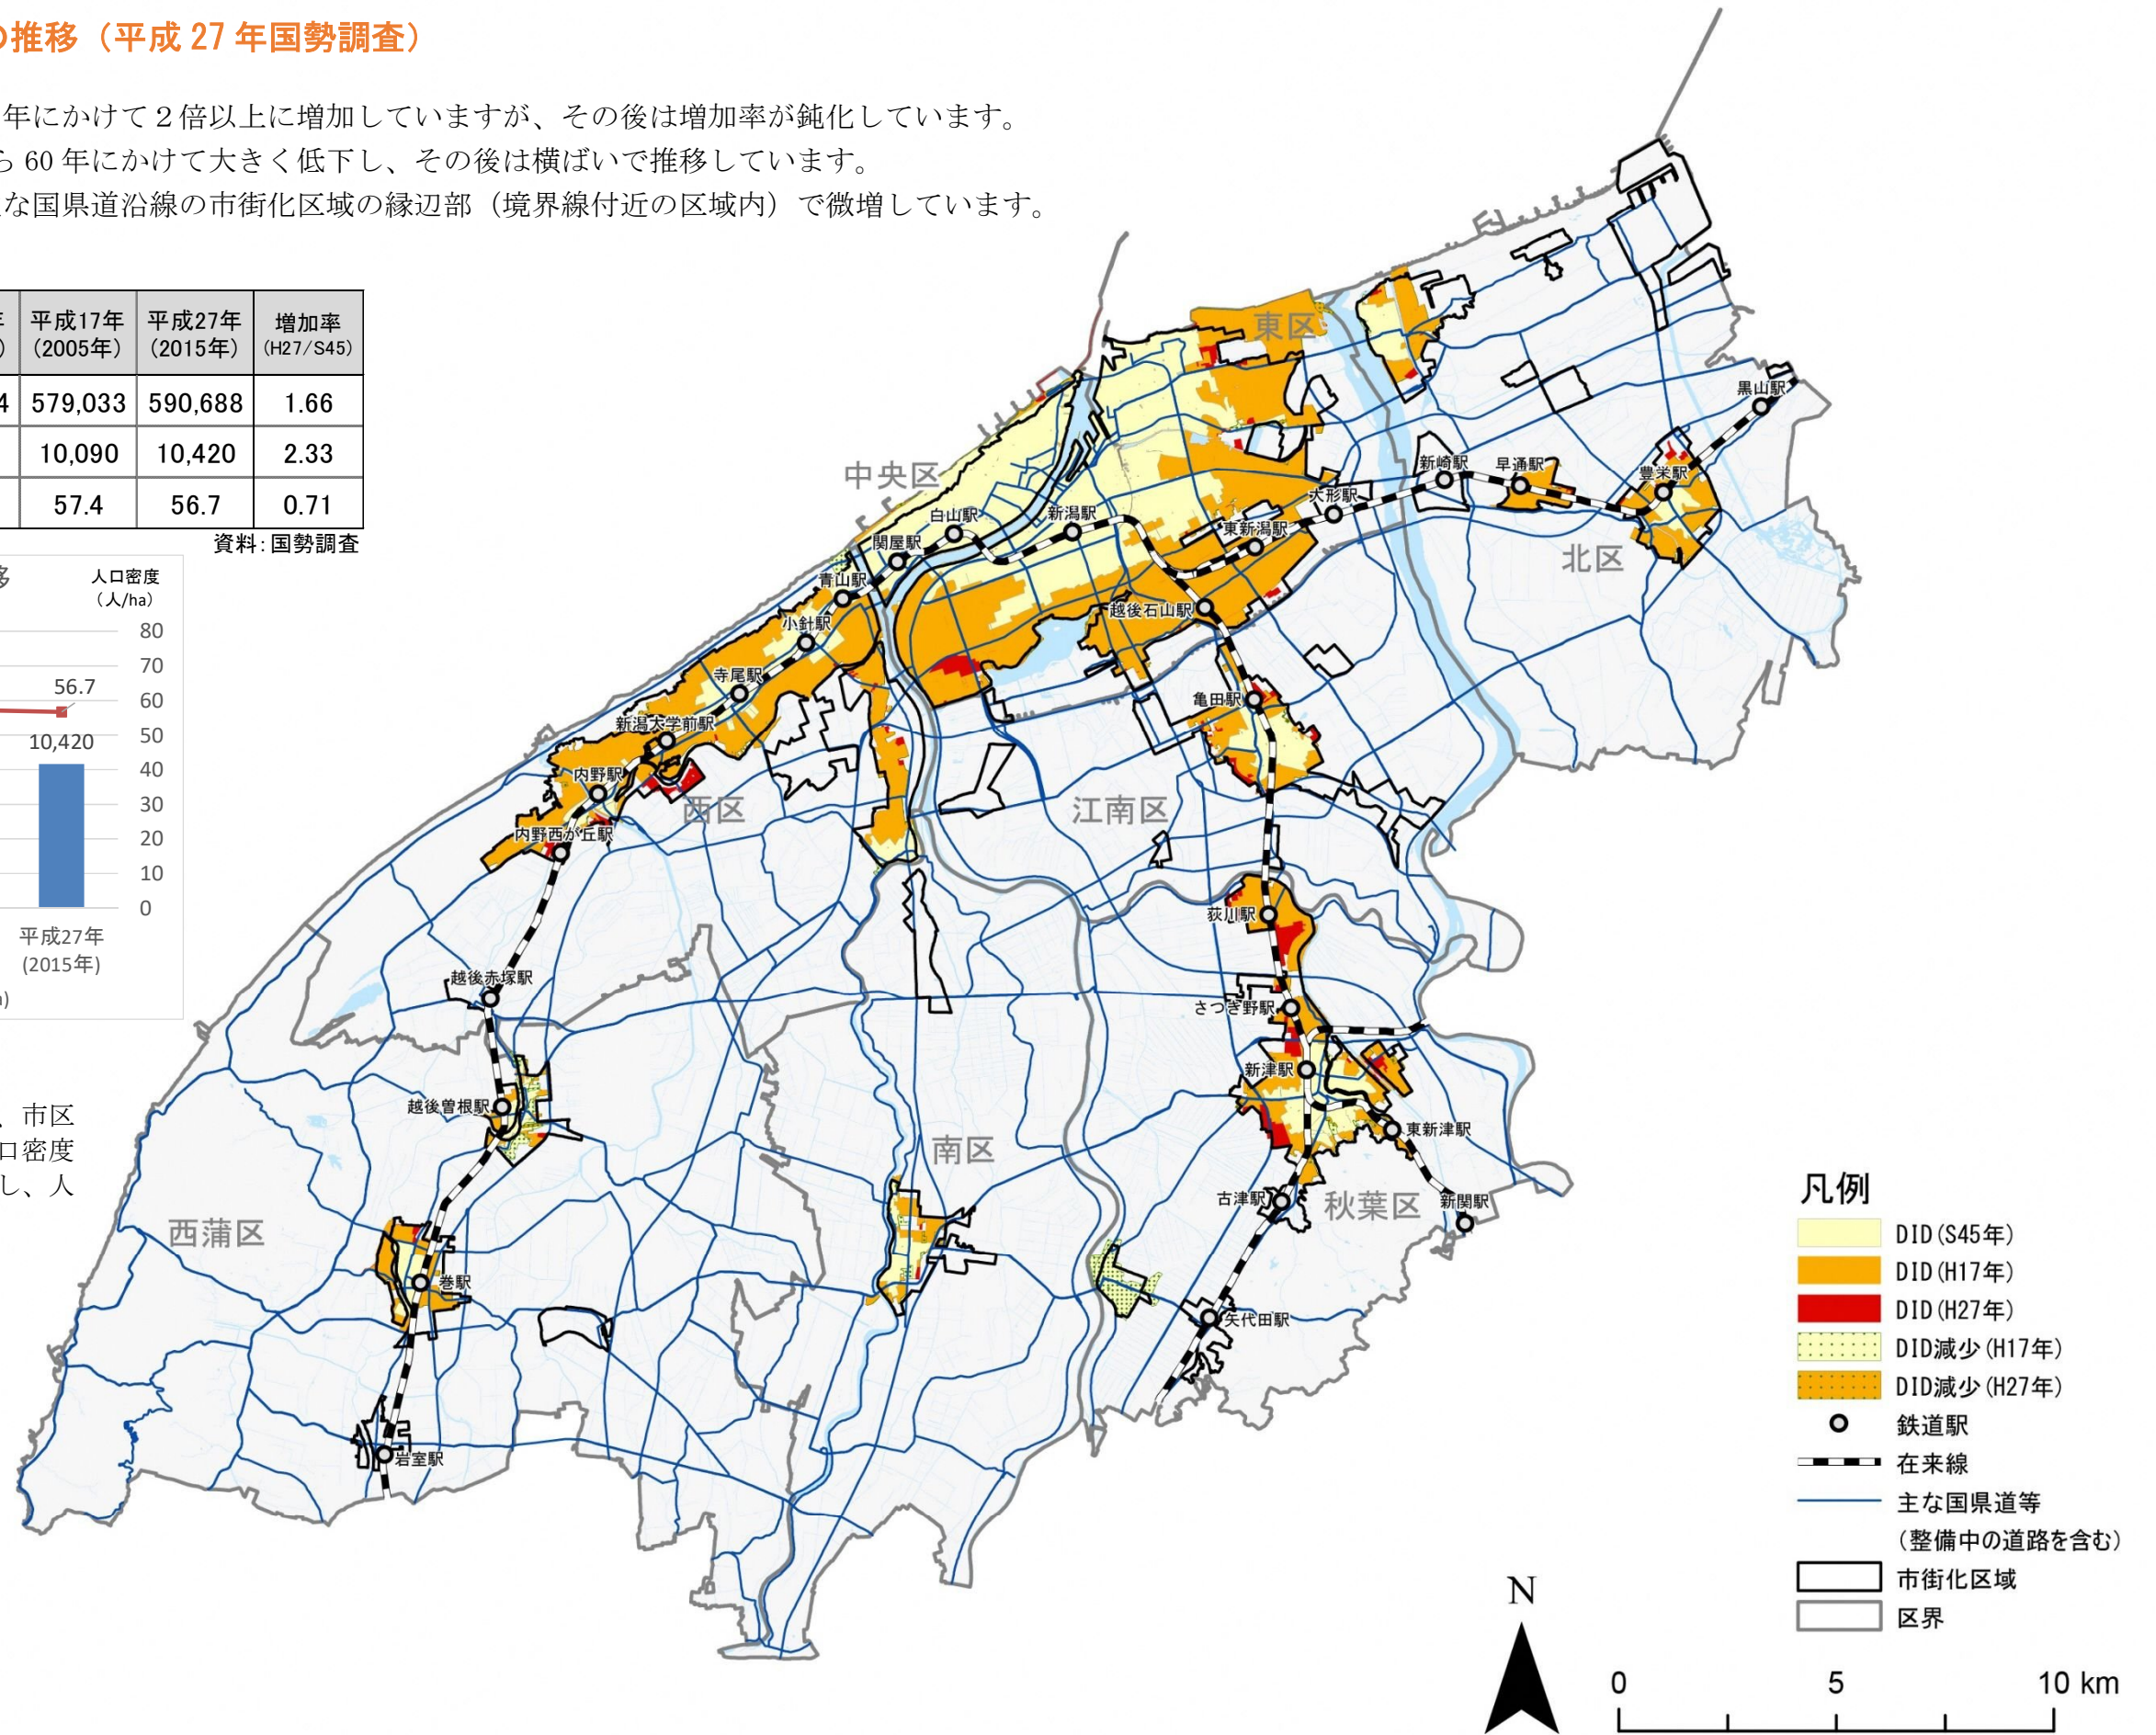 の推移（平成 27 年国勢調査）
年にかけて２倍以上に増加していますが、その後は増加率が鈍化しています。
ら 60 年にかけて大きく低下し、その後は横ばいで推移しています。
な国県道沿線の市街化区域の縁辺部（境界線付近の区域内）で微増しています。
年 平成17年 平成27年 増加率
) (2005年) (2015年) (H27/S45)
4 579,033 590,688 1.66
10,090 10,420 2.33
57.4 56.7 0.71
資料：国勢調査
移
人口密度
（人/ha）
80
70
60
50
40
30
20
10
0
56.7
10,420
平成27年
(2015年)
)
、市区
口密度
し、人
東区
中央区
北区
西区
江南区
南区
秋葉区
西蒲区
黒山駅
豊栄駅
早通駅
新崎駅
大形駅
東新潟駅
新潟駅
白山駅
関屋駅
青山駅
越後石山駅
小針駅
寺尾駅
新潟大学前駅
内野駅
内野西が丘駅
亀田駅
荻川駅
さつき野駅
新津駅
東新津駅
新関駅
古津駅
矢代田駅
越後赤塚駅
越後曽根駅
巻駅
岩室駅
凡例
DID(S45年)
DID(H17年)
DID(H27年)
DID減少(H17年)
DID減少(H27年)
鉄道駅
在来線
主な国県道等
（整備中の道路を含む）
市街化区域
区界
N
0 5 10 km